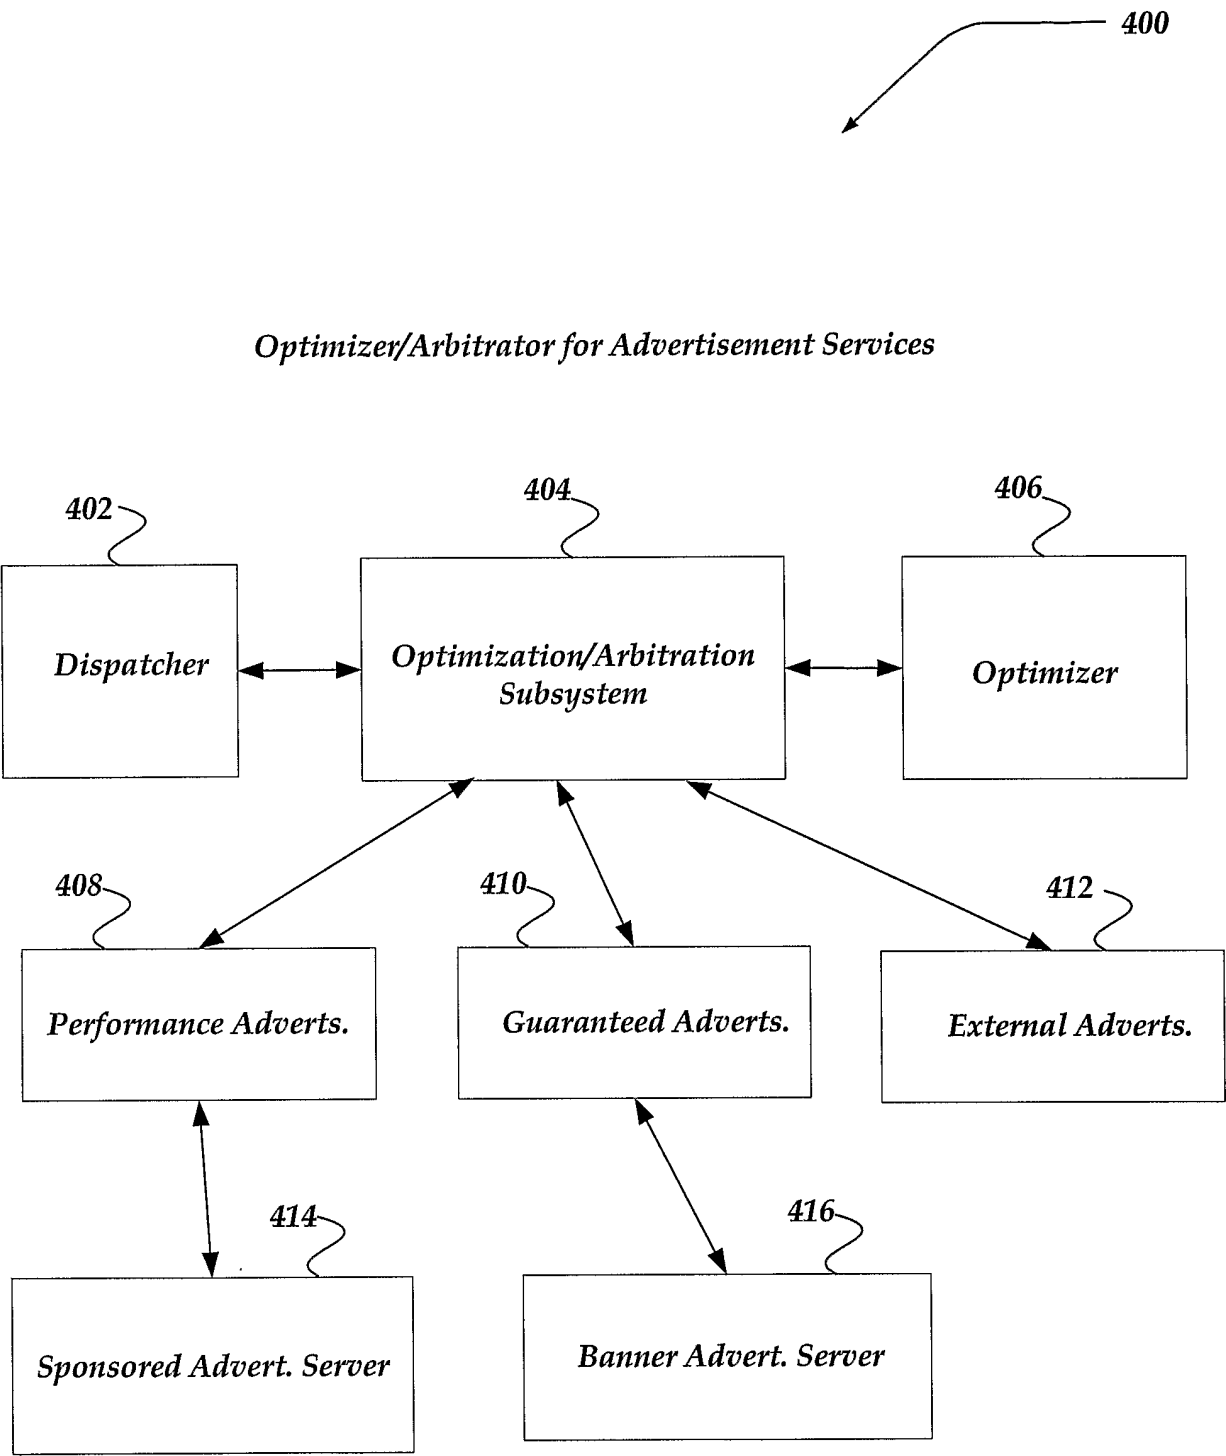 400
Optimizer/Arbitrator for Advertisement Services
402
404
406
Dispatcher
Optimization/Arbitration
Subsystem
Optimizer
408
410
412
Performance Adverts.
Guaranteed Adverts.
External Adverts.
414
416
Sponsored Advert. Server
Banner Advert. Server